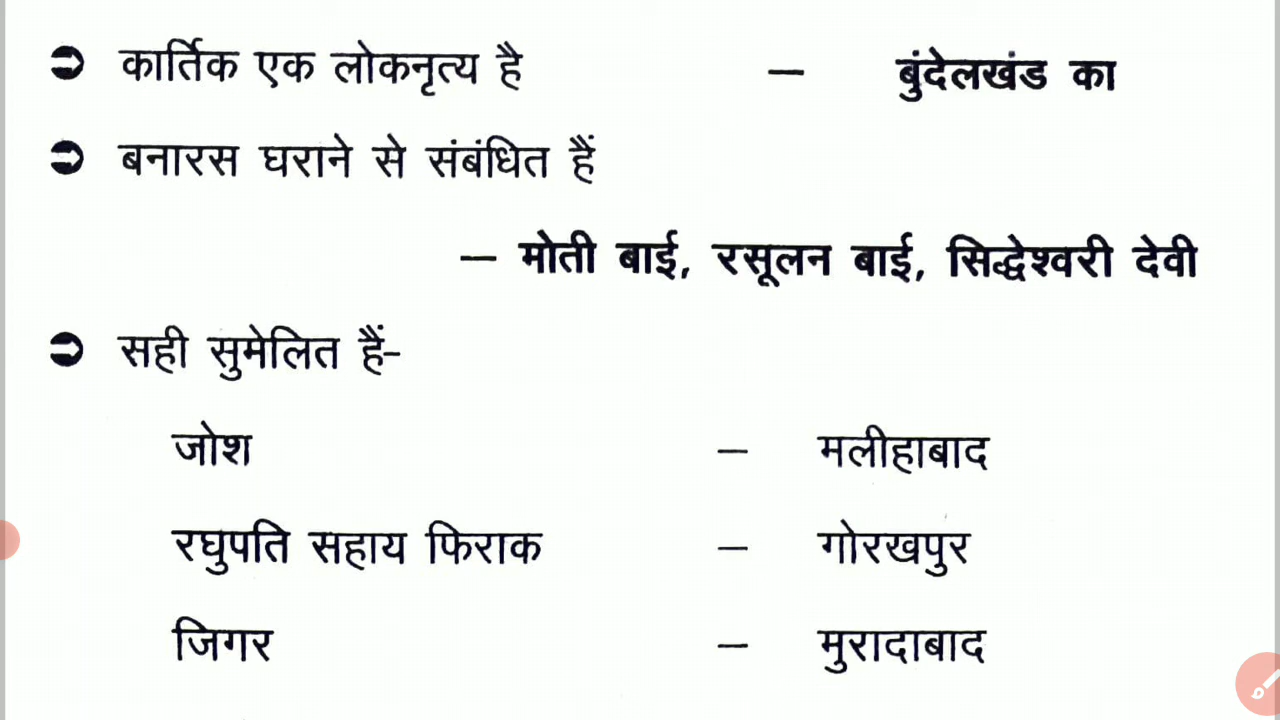 ➲ कार्तिक एक लोकनृत्य है – बुंदेलखंड का
➲ बनारस घराने से संबंधित हैं
– मोती बाई, रसूलन बाई, सिद्धेश्वरी देवी
➲ सही सुमेलित हैं-
जोश – मलीहाबाद
रघुपति सहाय फिराक – गोरखपुर
जिगर – मुरादाबाद